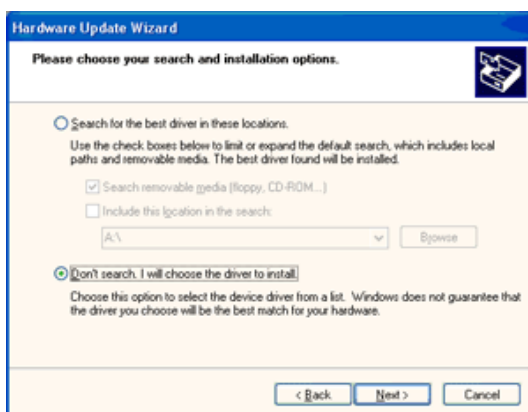 Hardware Update Wizard
Please choose your search and installation options.
Search for the best driver in these locations.
Use the check boxes below to limit or expand the default search, which includes local
paths and removable media. The best driver found will be installed.
Search removable media (floppy, CD-ROM...)
Include this location in the search:
A:\
Browse
Don't search. I will choose the driver to install.
Choose this option to select the device driver from a list. Windows does not guarantee that
the driver you choose will be the best match for your hardware.
< Back Next > Cancel